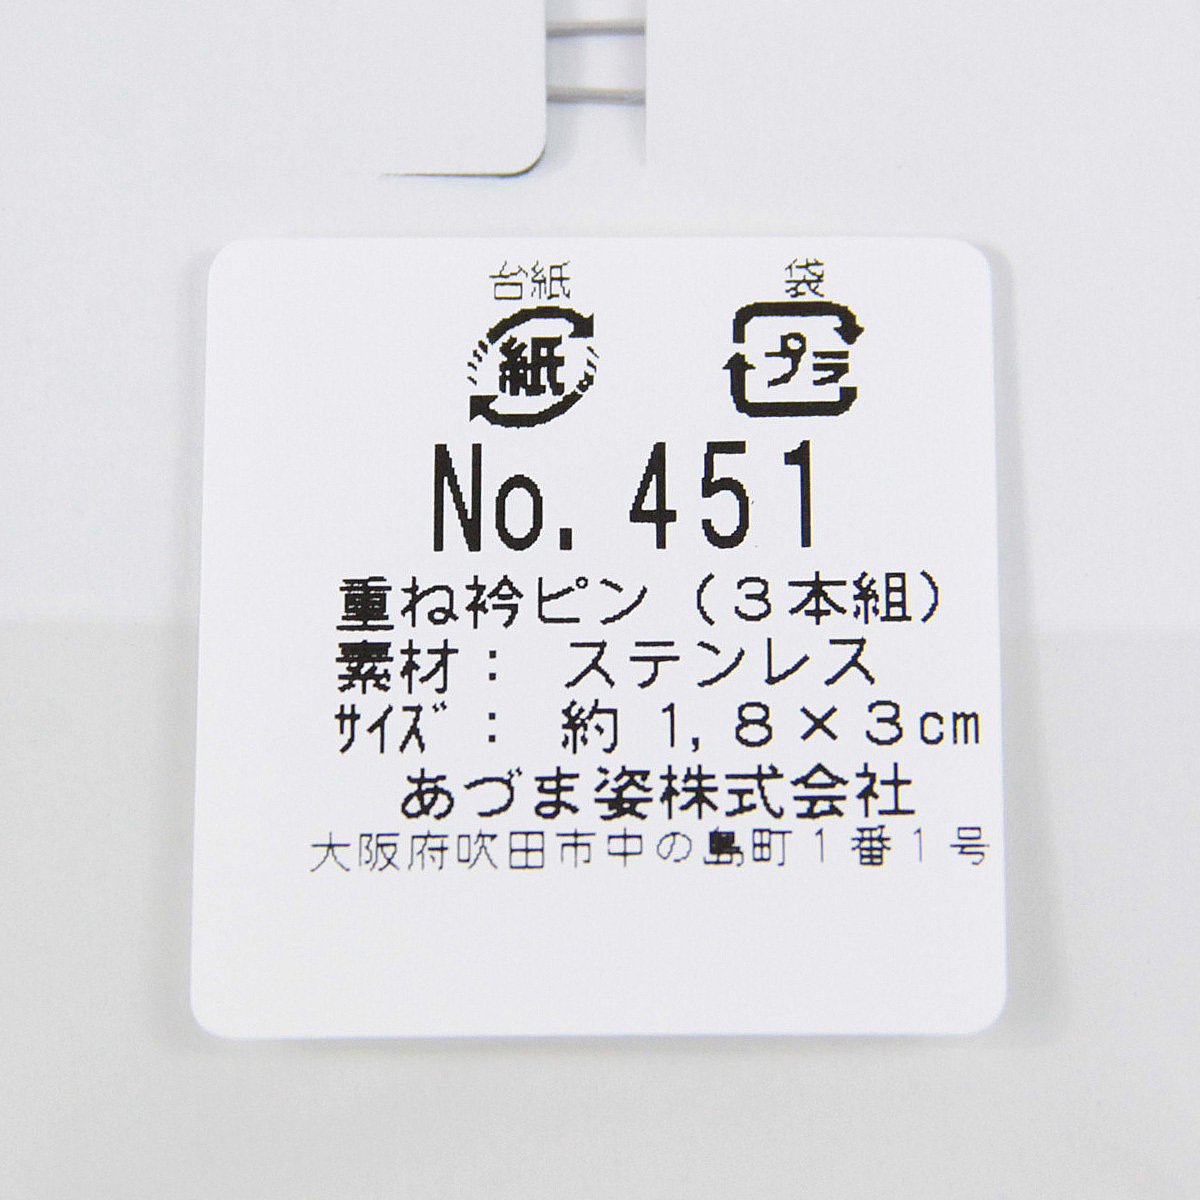 台紙 袋
紙 プラ
No.451
重ね衿ピン(3本組)
素材: ステンレス
ｻｲｽﾞ: 約1,8×3cm
あづま姿株式会社
大阪府吹田市中の島町1番1号